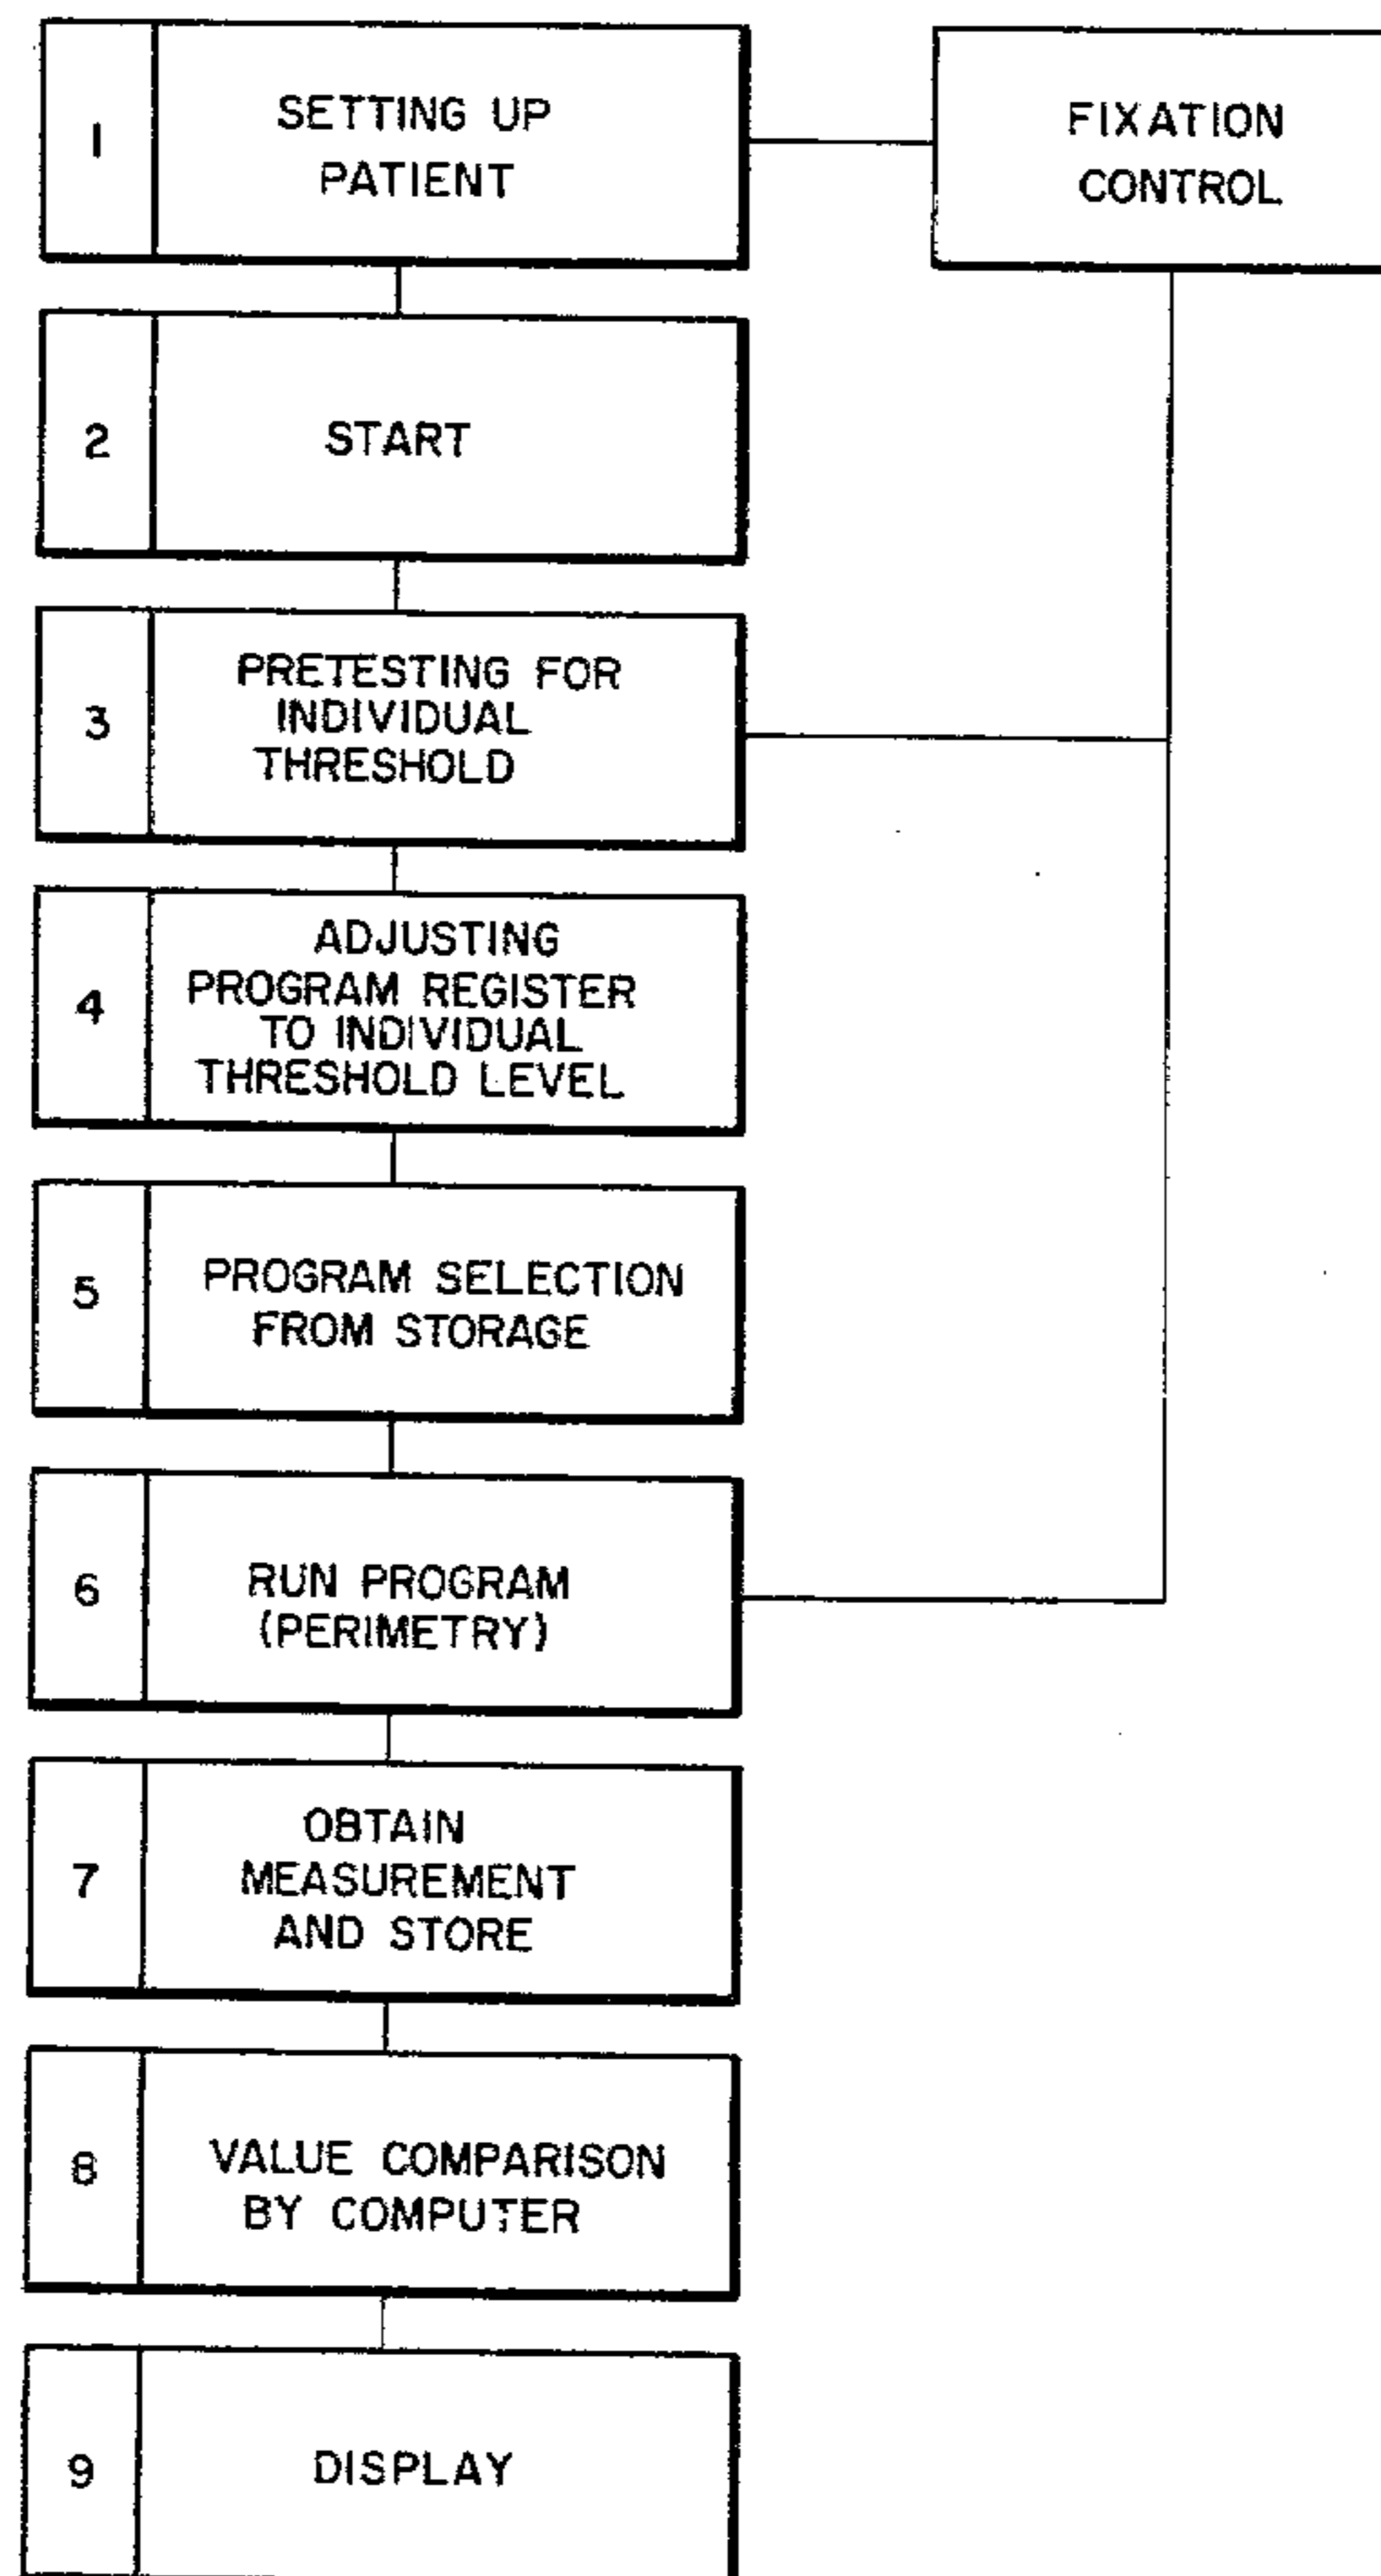 1
SETTING UP
PATIENT
FIXATION
CONTROL
2
START
3
PRETESTING FOR
INDIVIDUAL
THRESHOLD
4
ADJUSTING
PROGRAM REGISTER
TO INDIVIDUAL
THRESHOLD LEVEL
5
PROGRAM SELECTION
FROM STORAGE
6
RUN PROGRAM
(PERIMETRY)
7
OBTAIN
MEASUREMENT
AND STORE
8
VALUE COMPARISON
BY COMPUTER
9
DISPLAY